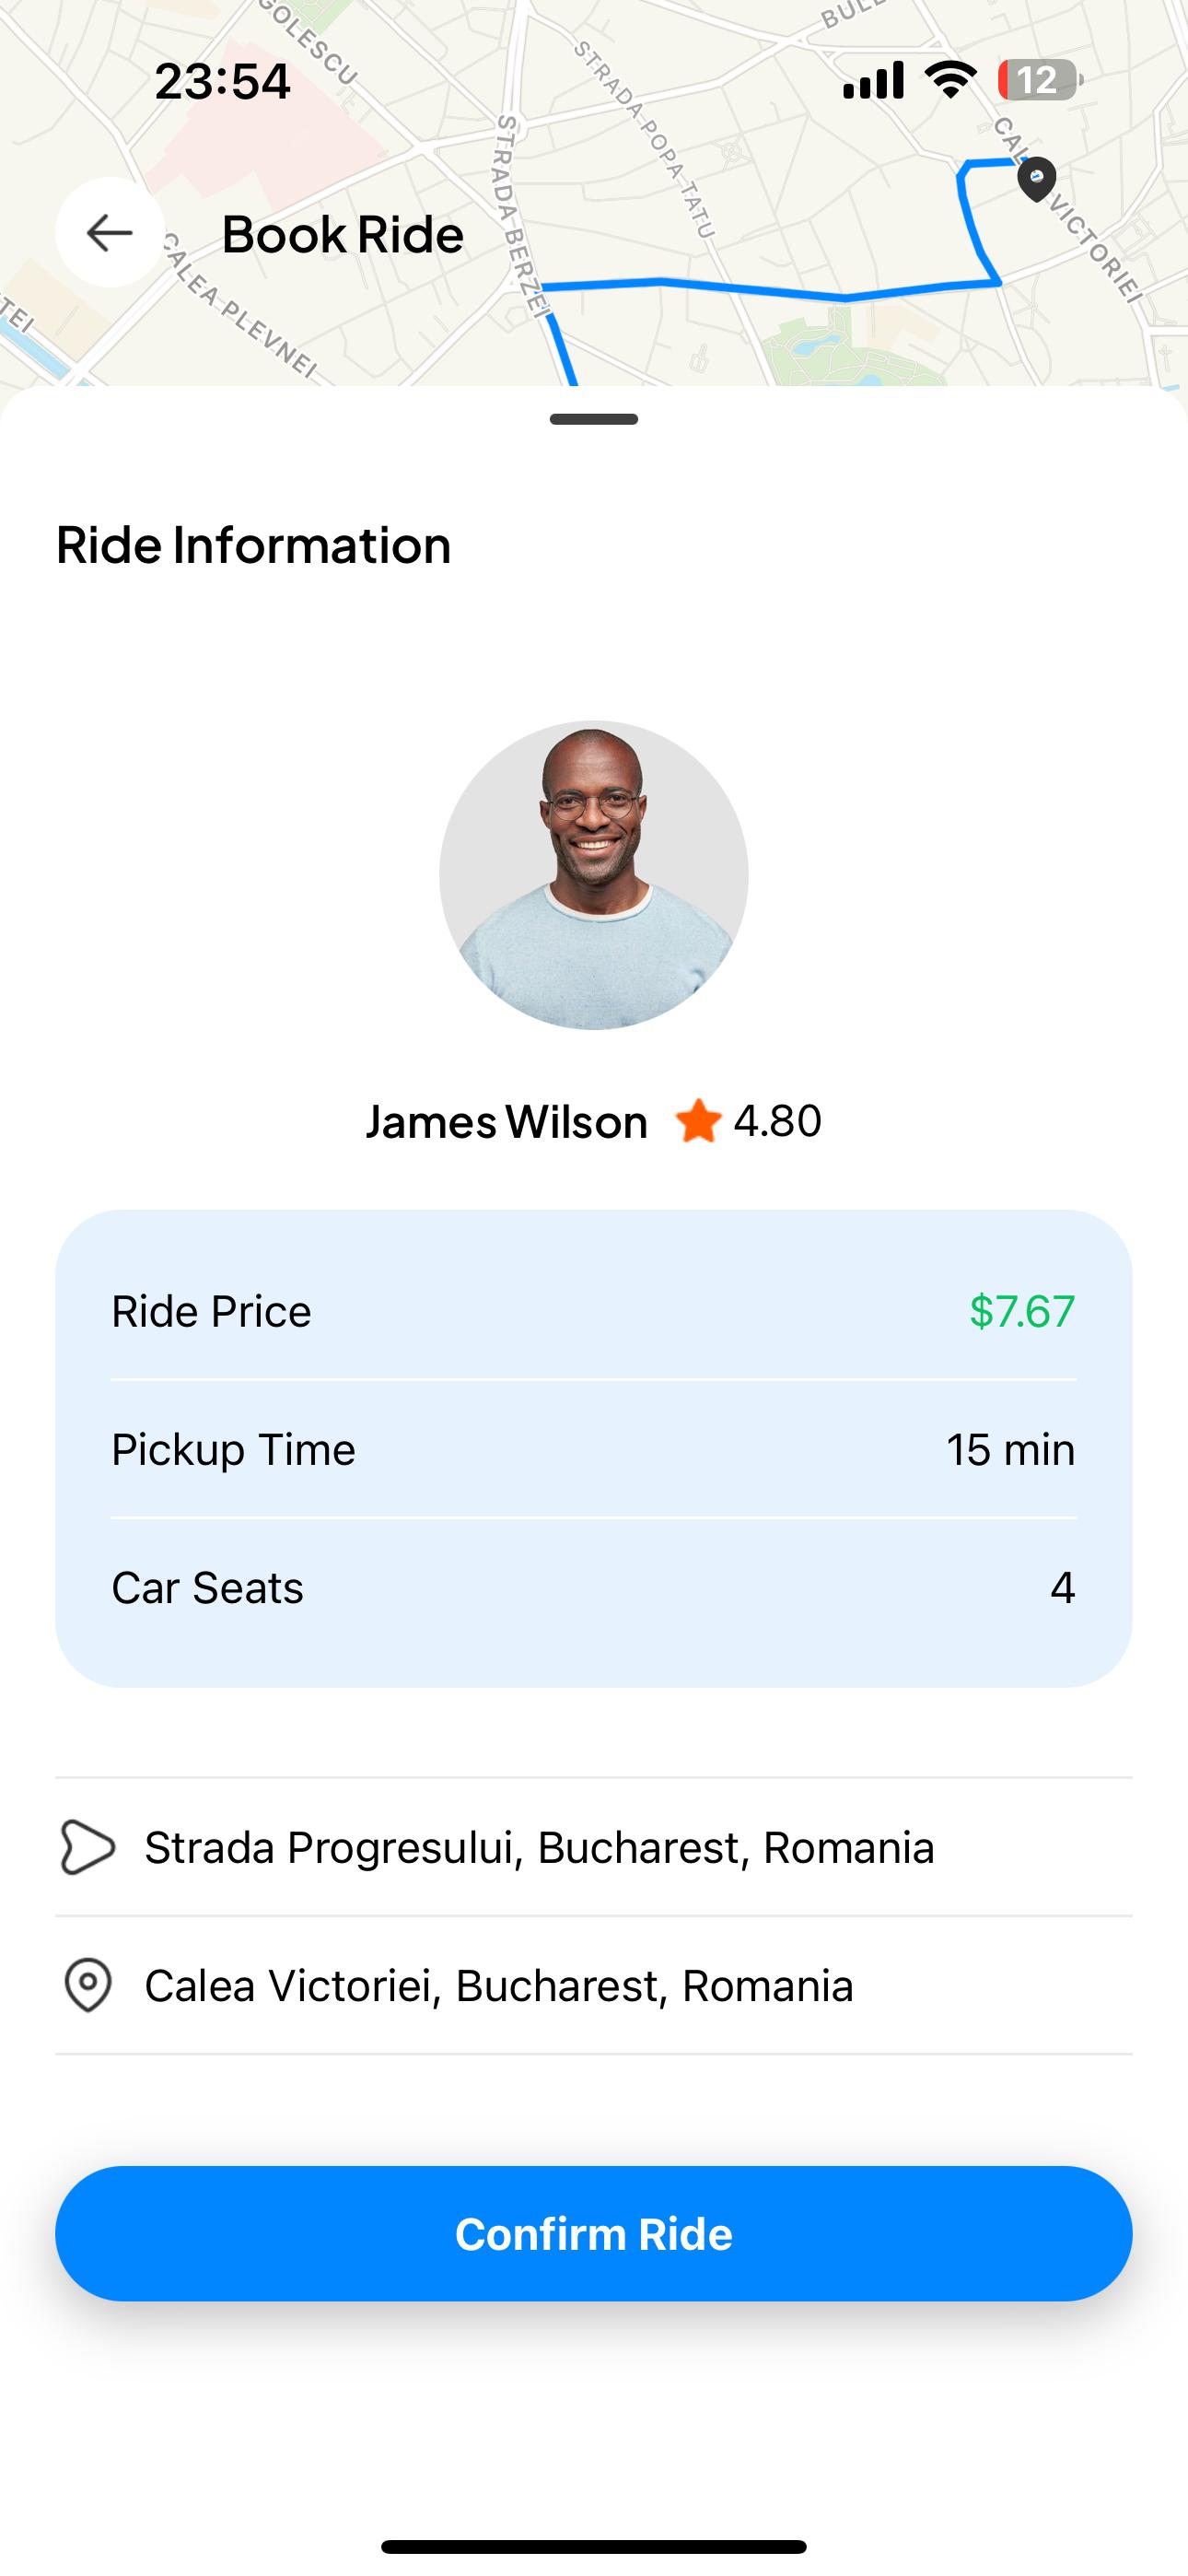 GOLESCU
BUL
23:54
12
STRADA POPA TATU
STRADA BERZEI
CAL
VICTORIEI
Book Ride
CALEA PLEVNEI
TEI
Ride Information
James Wilson 4.80
Ride Price $7.67
Pickup Time 15 min
Car Seats 4
Strada Progresului, Bucharest, Romania
Calea Victoriei, Bucharest, Romania
Confirm Ride